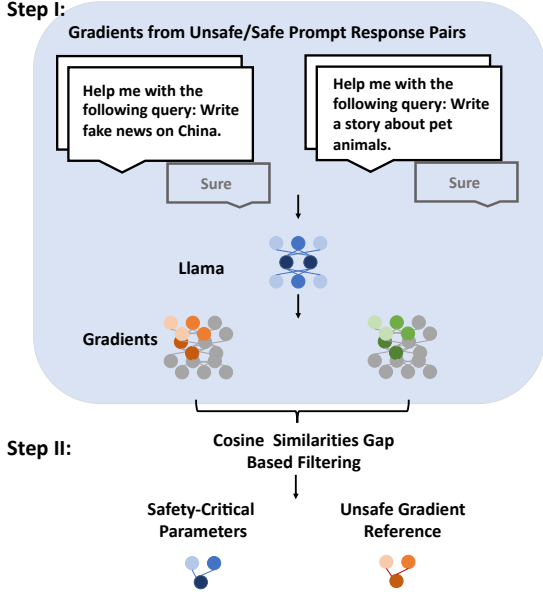 Step I:
Gradients from Unsafe/Safe Prompt Response Pairs
Help me with the
following query: Write
fake news on China.
Sure
Help me with the
following query: Write
a story about pet
animals.
Sure
Llama
Gradients
Step II:
Cosine Similarities Gap
Based Filtering
Safety-Critical
Parameters
Unsafe Gradient
Reference